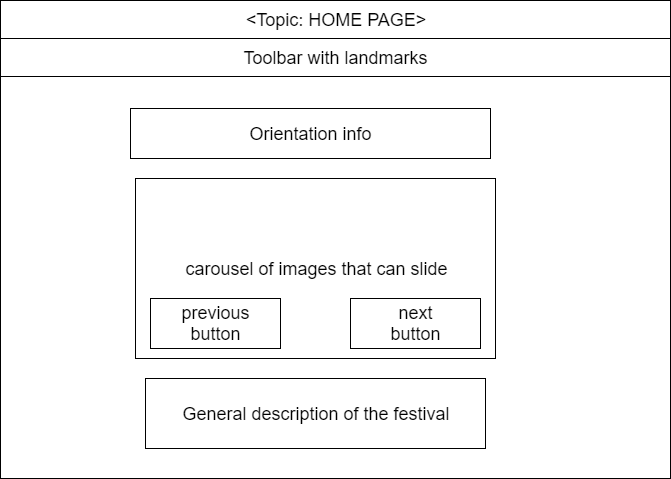 <Topic: HOME PAGE>
Toolbar with landmarks
Orientation info
carousel of images that can slide
previous
button
next
button
General description of the festival